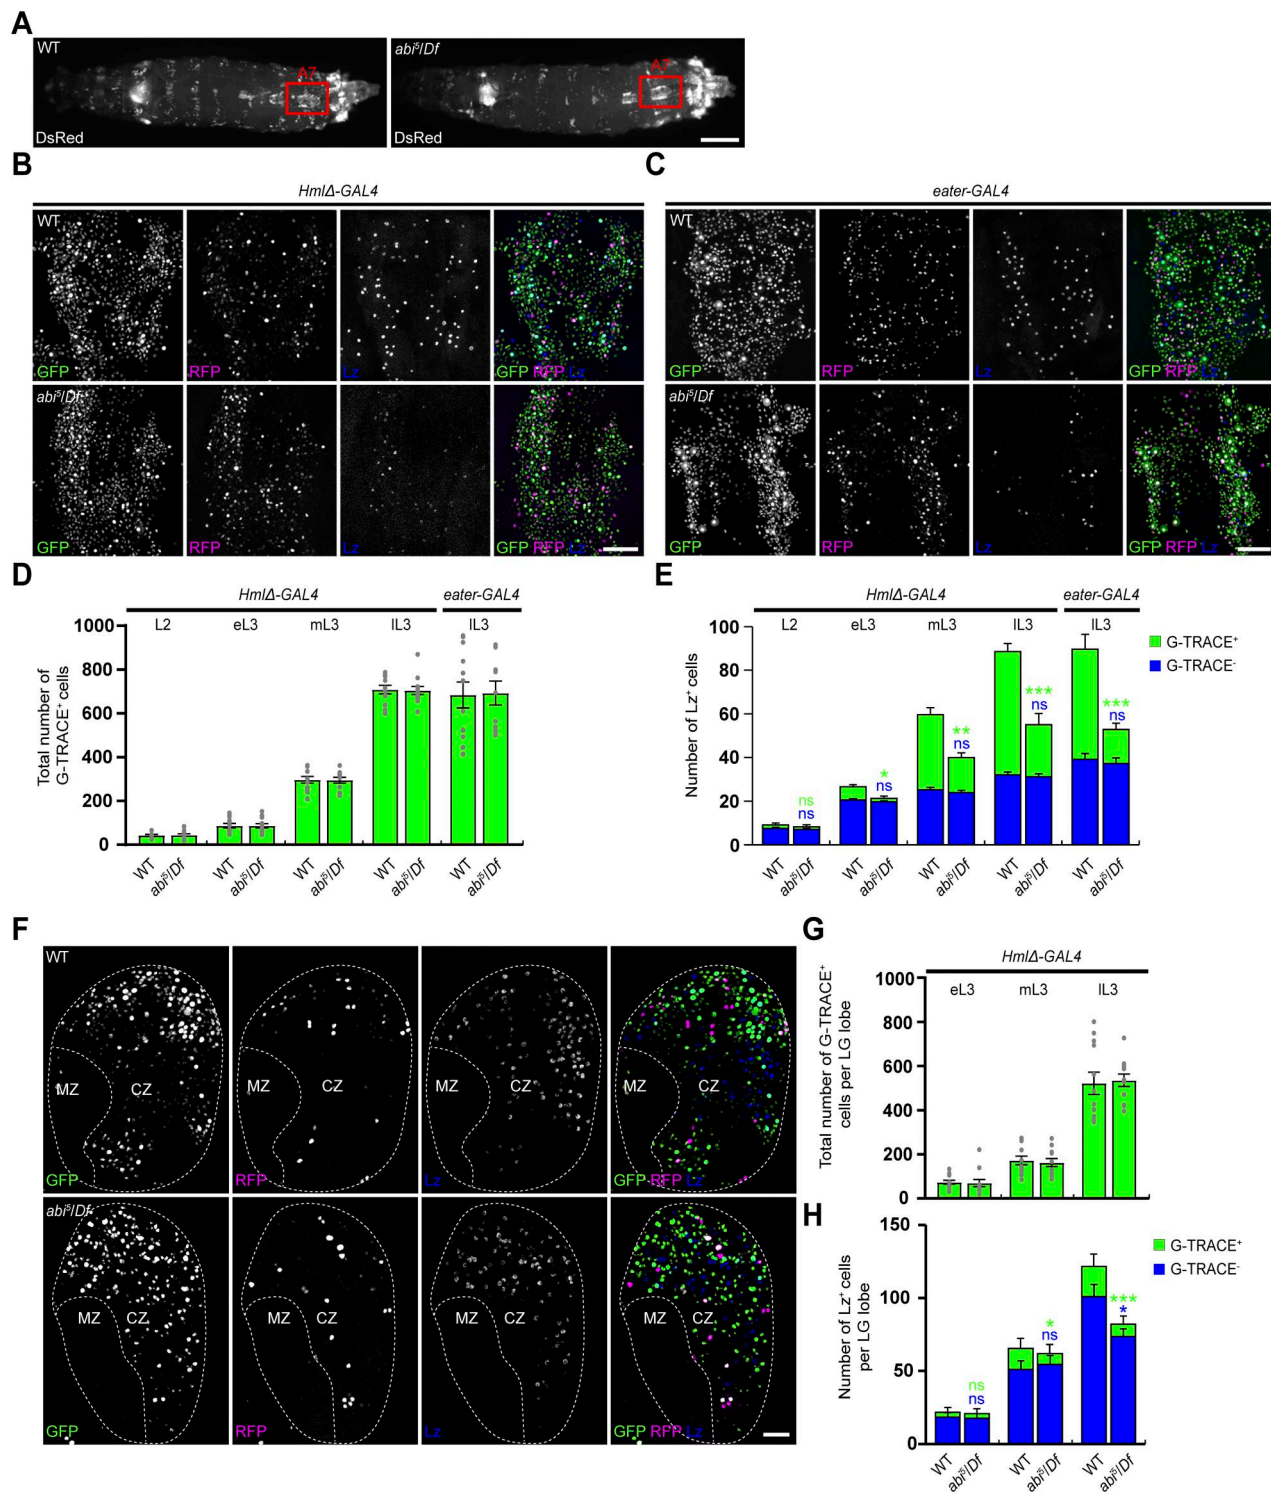 A
WT
A7
DsRed
abi⁵/Df
A7
DsRed
B
HmlΔ-GAL4
WT
GFP
RFP
Lz
GFP RFP Lz
abi⁵/Df
GFP
RFP
Lz
GFP RFP Lz
C
eater-GAL4
WT
GFP
RFP
Lz
GFP RFP Lz
abi⁵/Df
GFP
RFP
Lz
GFP RFP Lz
D
HmlΔ-GAL4
eater-GAL4
L2
eL3
mL3
lL3
lL3
Total number of
G-TRACE⁺ cells
1000
800
600
400
200
0
WT
abi⁵/Df
WT
abi⁵/Df
WT
abi⁵/Df
WT
abi⁵/Df
WT
abi⁵/Df
E
HmlΔ-GAL4
eater-GAL4
L2
eL3
mL3
lL3
lL3
G-TRACE⁺
G-TRACE⁻
Number of Lz⁺ cells
100
80
60
40
20
0
ns
ns
*
ns
**
ns
***
ns
***
ns
WT
abi⁵/Df
WT
abi⁵/Df
WT
abi⁵/Df
WT
abi⁵/Df
WT
abi⁵/Df
F
WT
MZ
CZ
GFP
MZ
CZ
RFP
MZ
CZ
Lz
MZ
CZ
GFP RFP Lz
abi⁵/Df
MZ
CZ
GFP
MZ
CZ
RFP
MZ
CZ
Lz
MZ
CZ
GFP RFP Lz
G
HmlΔ-GAL4
eL3
mL3
lL3
Total number of G-TRACE⁺
cells per LG lobe
1000
800
600
400
200
0
H
G-TRACE⁺
G-TRACE⁻
Number of Lz⁺ cells
per LG lobe
150
100
50
0
ns
ns
*
ns
***
*
WT
abi⁵/Df
WT
abi⁵/Df
WT
abi⁵/Df